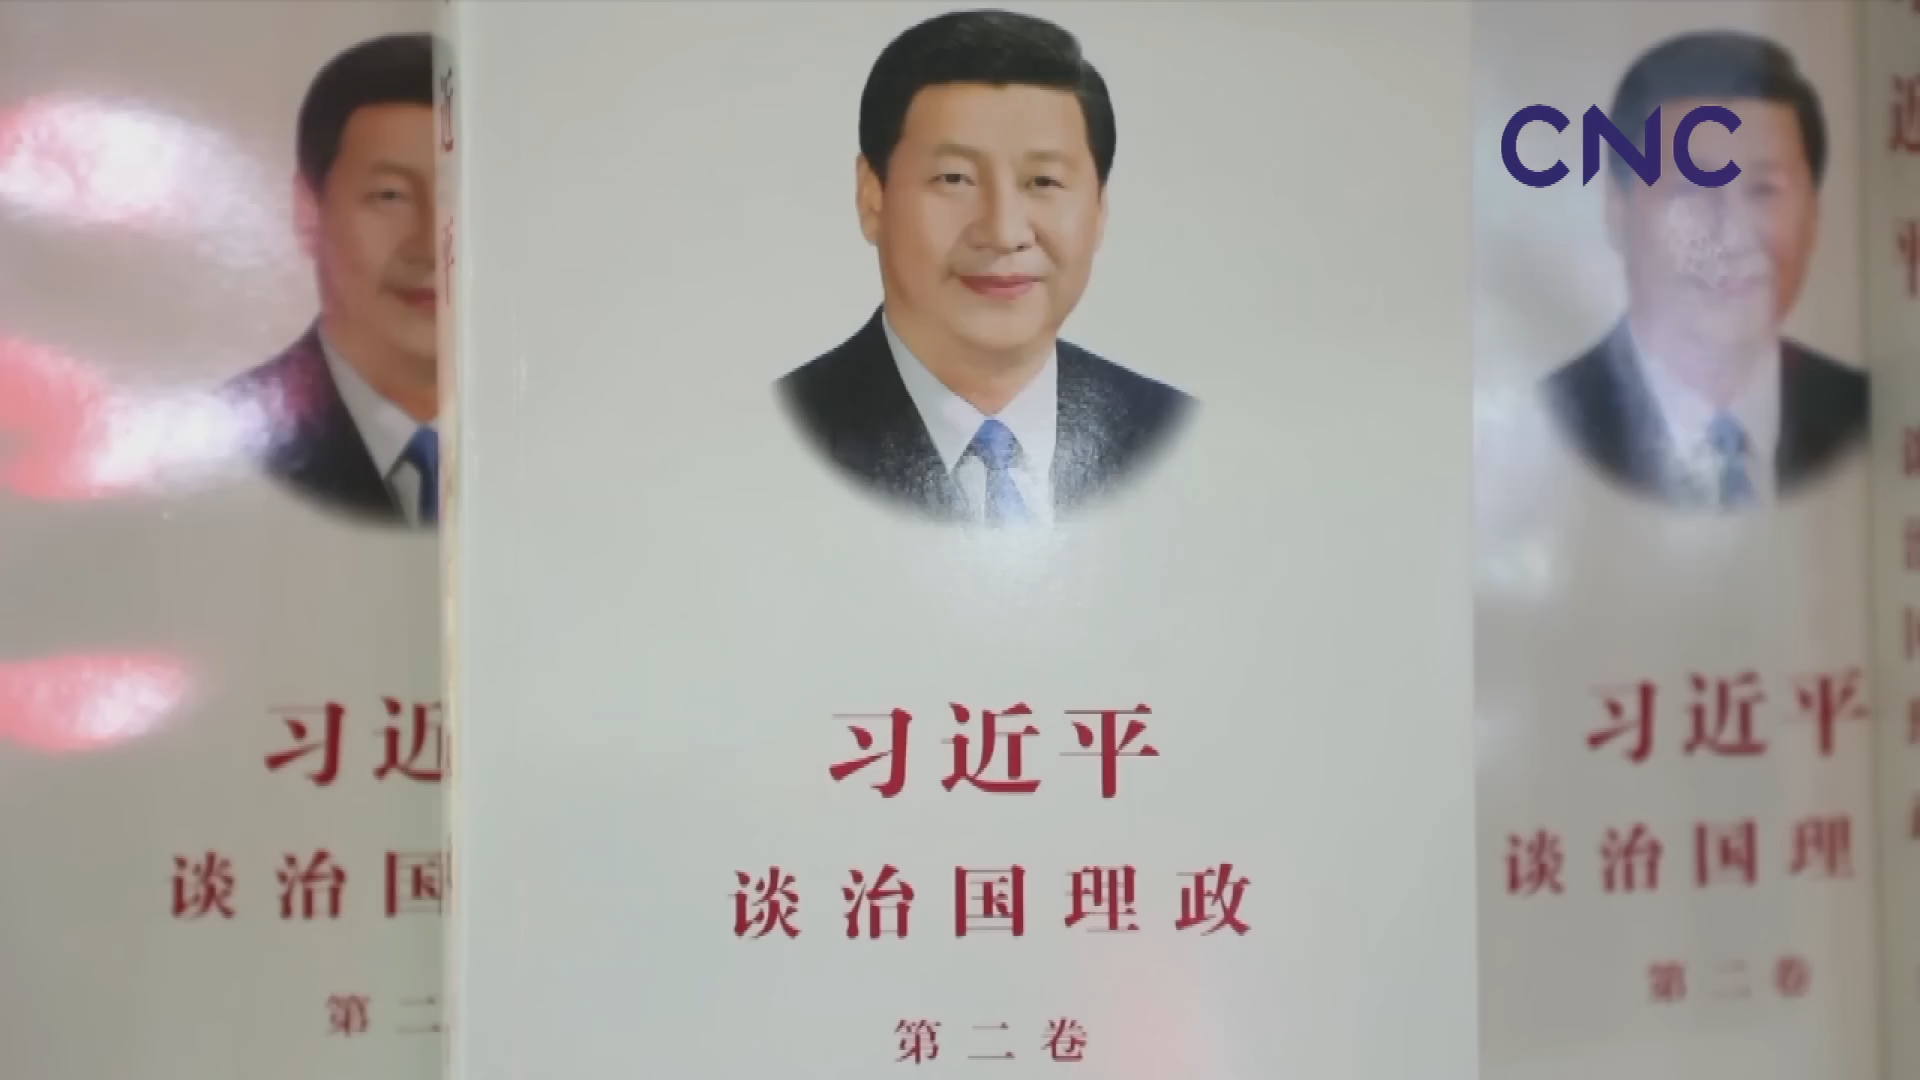 CNC
习近
谈治国
第二
习近平
谈治国理政
第二卷
习近平
谈治国理
第二卷